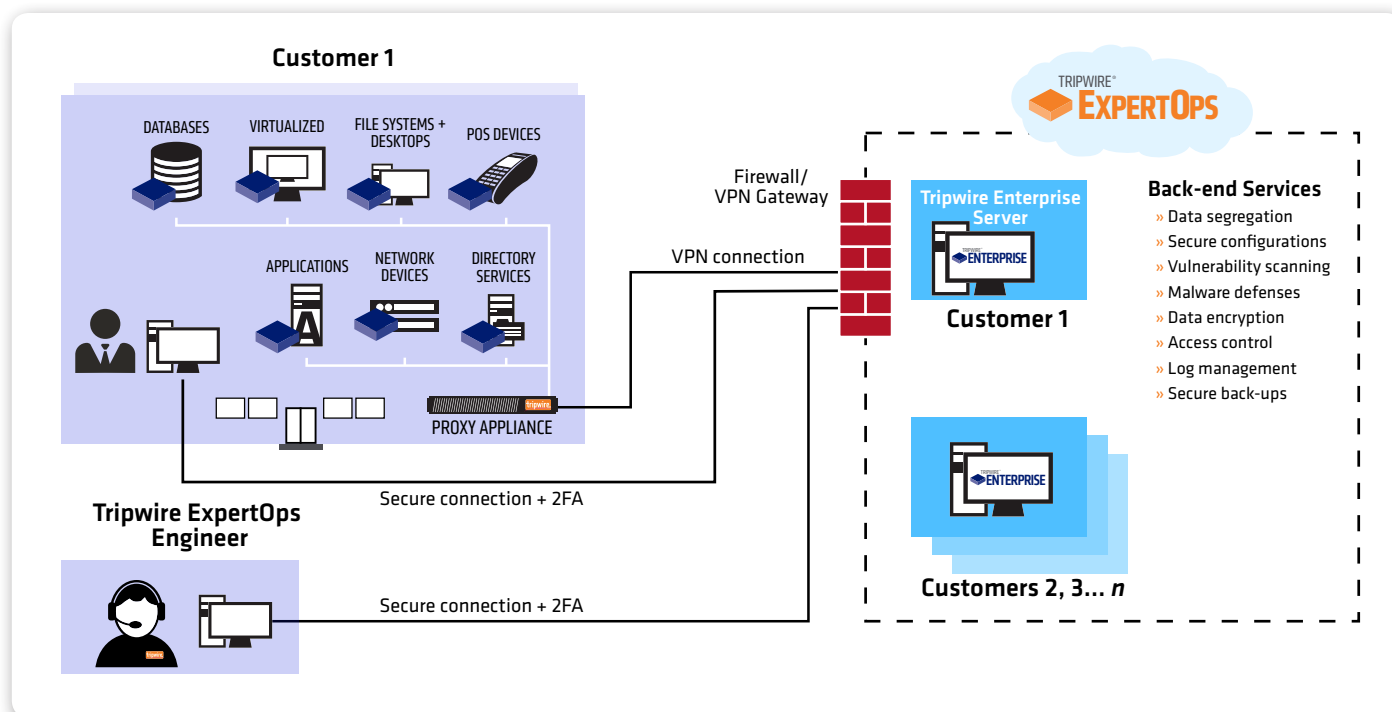 Customer 1
DATABASES
VIRTUALIZED
FILE SYSTEMS +
DESKTOPS
POS DEVICES
APPLICATIONS
NETWORK
DEVICES
DIRECTORY
SERVICES
A
tripwire
PROXY APPLIANCE
Tripwire ExpertOps
Engineer
tripwire
VPN connection
Secure connection + 2FA
Secure connection + 2FA
Firewall/
VPN Gateway
TRIPWIRE®
EXPERTOPS
Tripwire Enterprise
Server
TRIPWIRE
ENTERPRISE
Customer 1
TRIPWIRE
ENTERPRISE
Customers 2, 3... n
Back-end Services
» Data segregation
» Secure configurations
» Vulnerability scanning
» Malware defenses
» Data encryption
» Access control
» Log management
» Secure back-ups